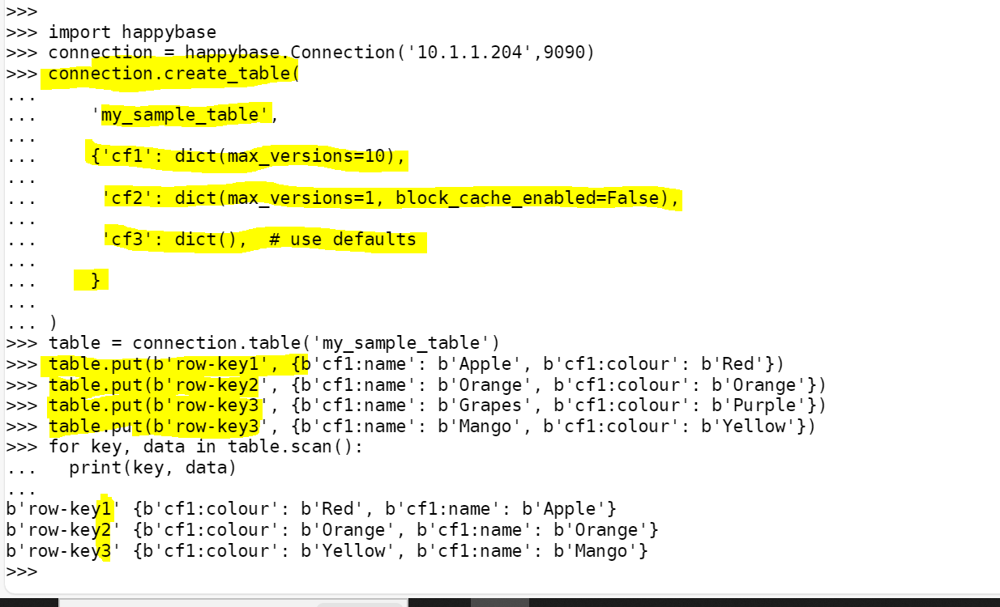 >>>
>>> import happybase
>>> connection = happybase.Connection('10.1.1.204',9090)
>>> connection.create_table(
...
...     'my_sample_table',
...
...     {'cf1': dict(max_versions=10),
...
...      'cf2': dict(max_versions=1, block_cache_enabled=False),
...
...      'cf3': dict(),  # use defaults
...
...     }
...
... )
>>> table = connection.table('my_sample_table')
>>> table.put(b'row-key1', {b'cf1:name': b'Apple', b'cf1:colour': b'Red'})
>>> table.put(b'row-key2', {b'cf1:name': b'Orange', b'cf1:colour': b'Orange'})
>>> table.put(b'row-key3', {b'cf1:name': b'Grapes', b'cf1:colour': b'Purple'})
>>> table.put(b'row-key3', {b'cf1:name': b'Mango', b'cf1:colour': b'Yellow'})
>>> for key, data in table.scan():
...   print(key, data)
...
b'row-key1' {b'cf1:colour': b'Red', b'cf1:name': b'Apple'}
b'row-key2' {b'cf1:colour': b'Orange', b'cf1:name': b'Orange'}
b'row-key3' {b'cf1:colour': b'Yellow', b'cf1:name': b'Mango'}
>>>